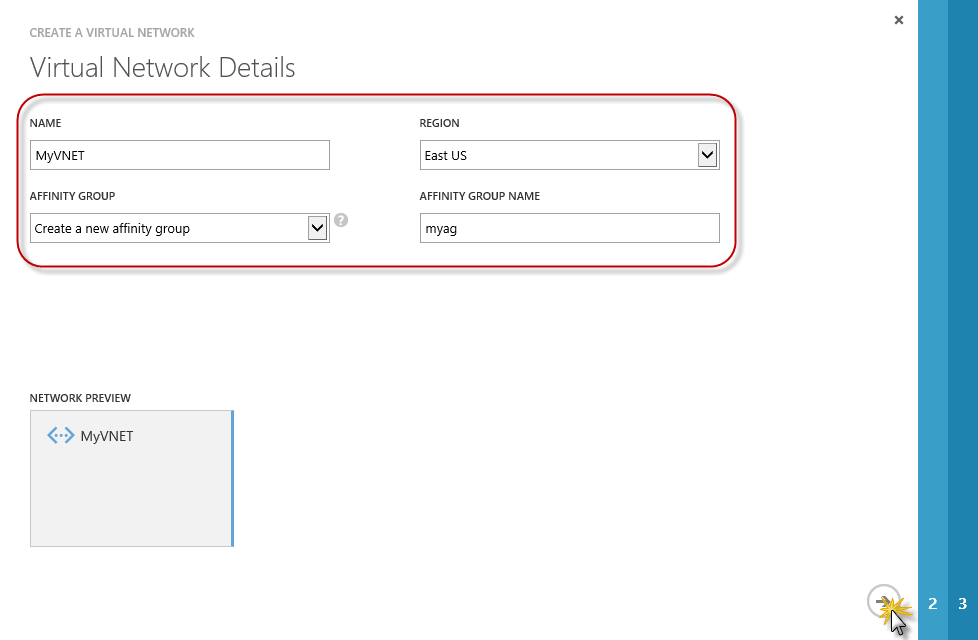 CREATE A VIRTUAL NETWORK
Virtual Network Details
NAME
REGION
MyVNET
East US
AFFINITY GROUP
AFFINITY GROUP NAME
Create a new affinity group
?
myag
NETWORK PREVIEW
MyVNET
2
3